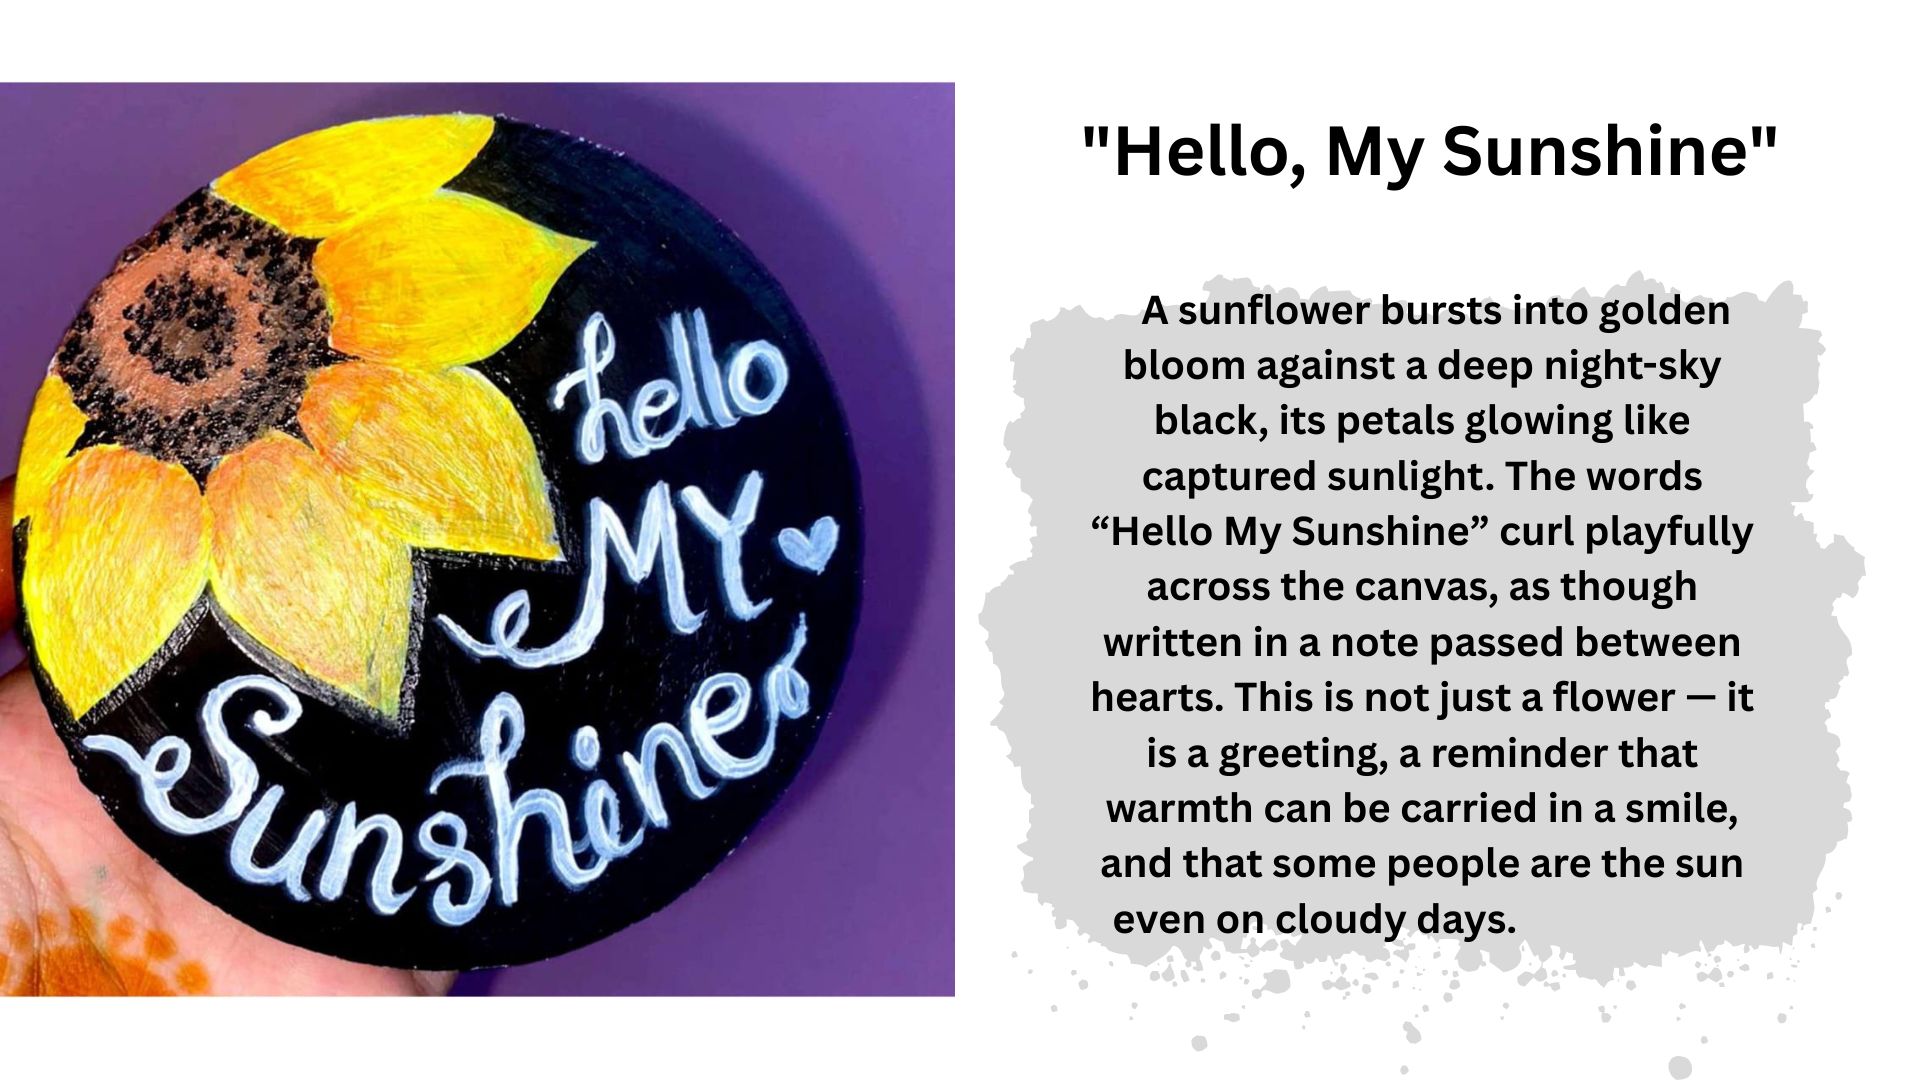 hello
MY
Sunshine
"Hello, My Sunshine"
A sunflower bursts into golden
bloom against a deep night-sky
black, its petals glowing like
captured sunlight. The words
“Hello My Sunshine” curl playfully
across the canvas, as though
written in a note passed between
hearts. This is not just a flower — it
is a greeting, a reminder that
warmth can be carried in a smile,
and that some people are the sun
even on cloudy days.